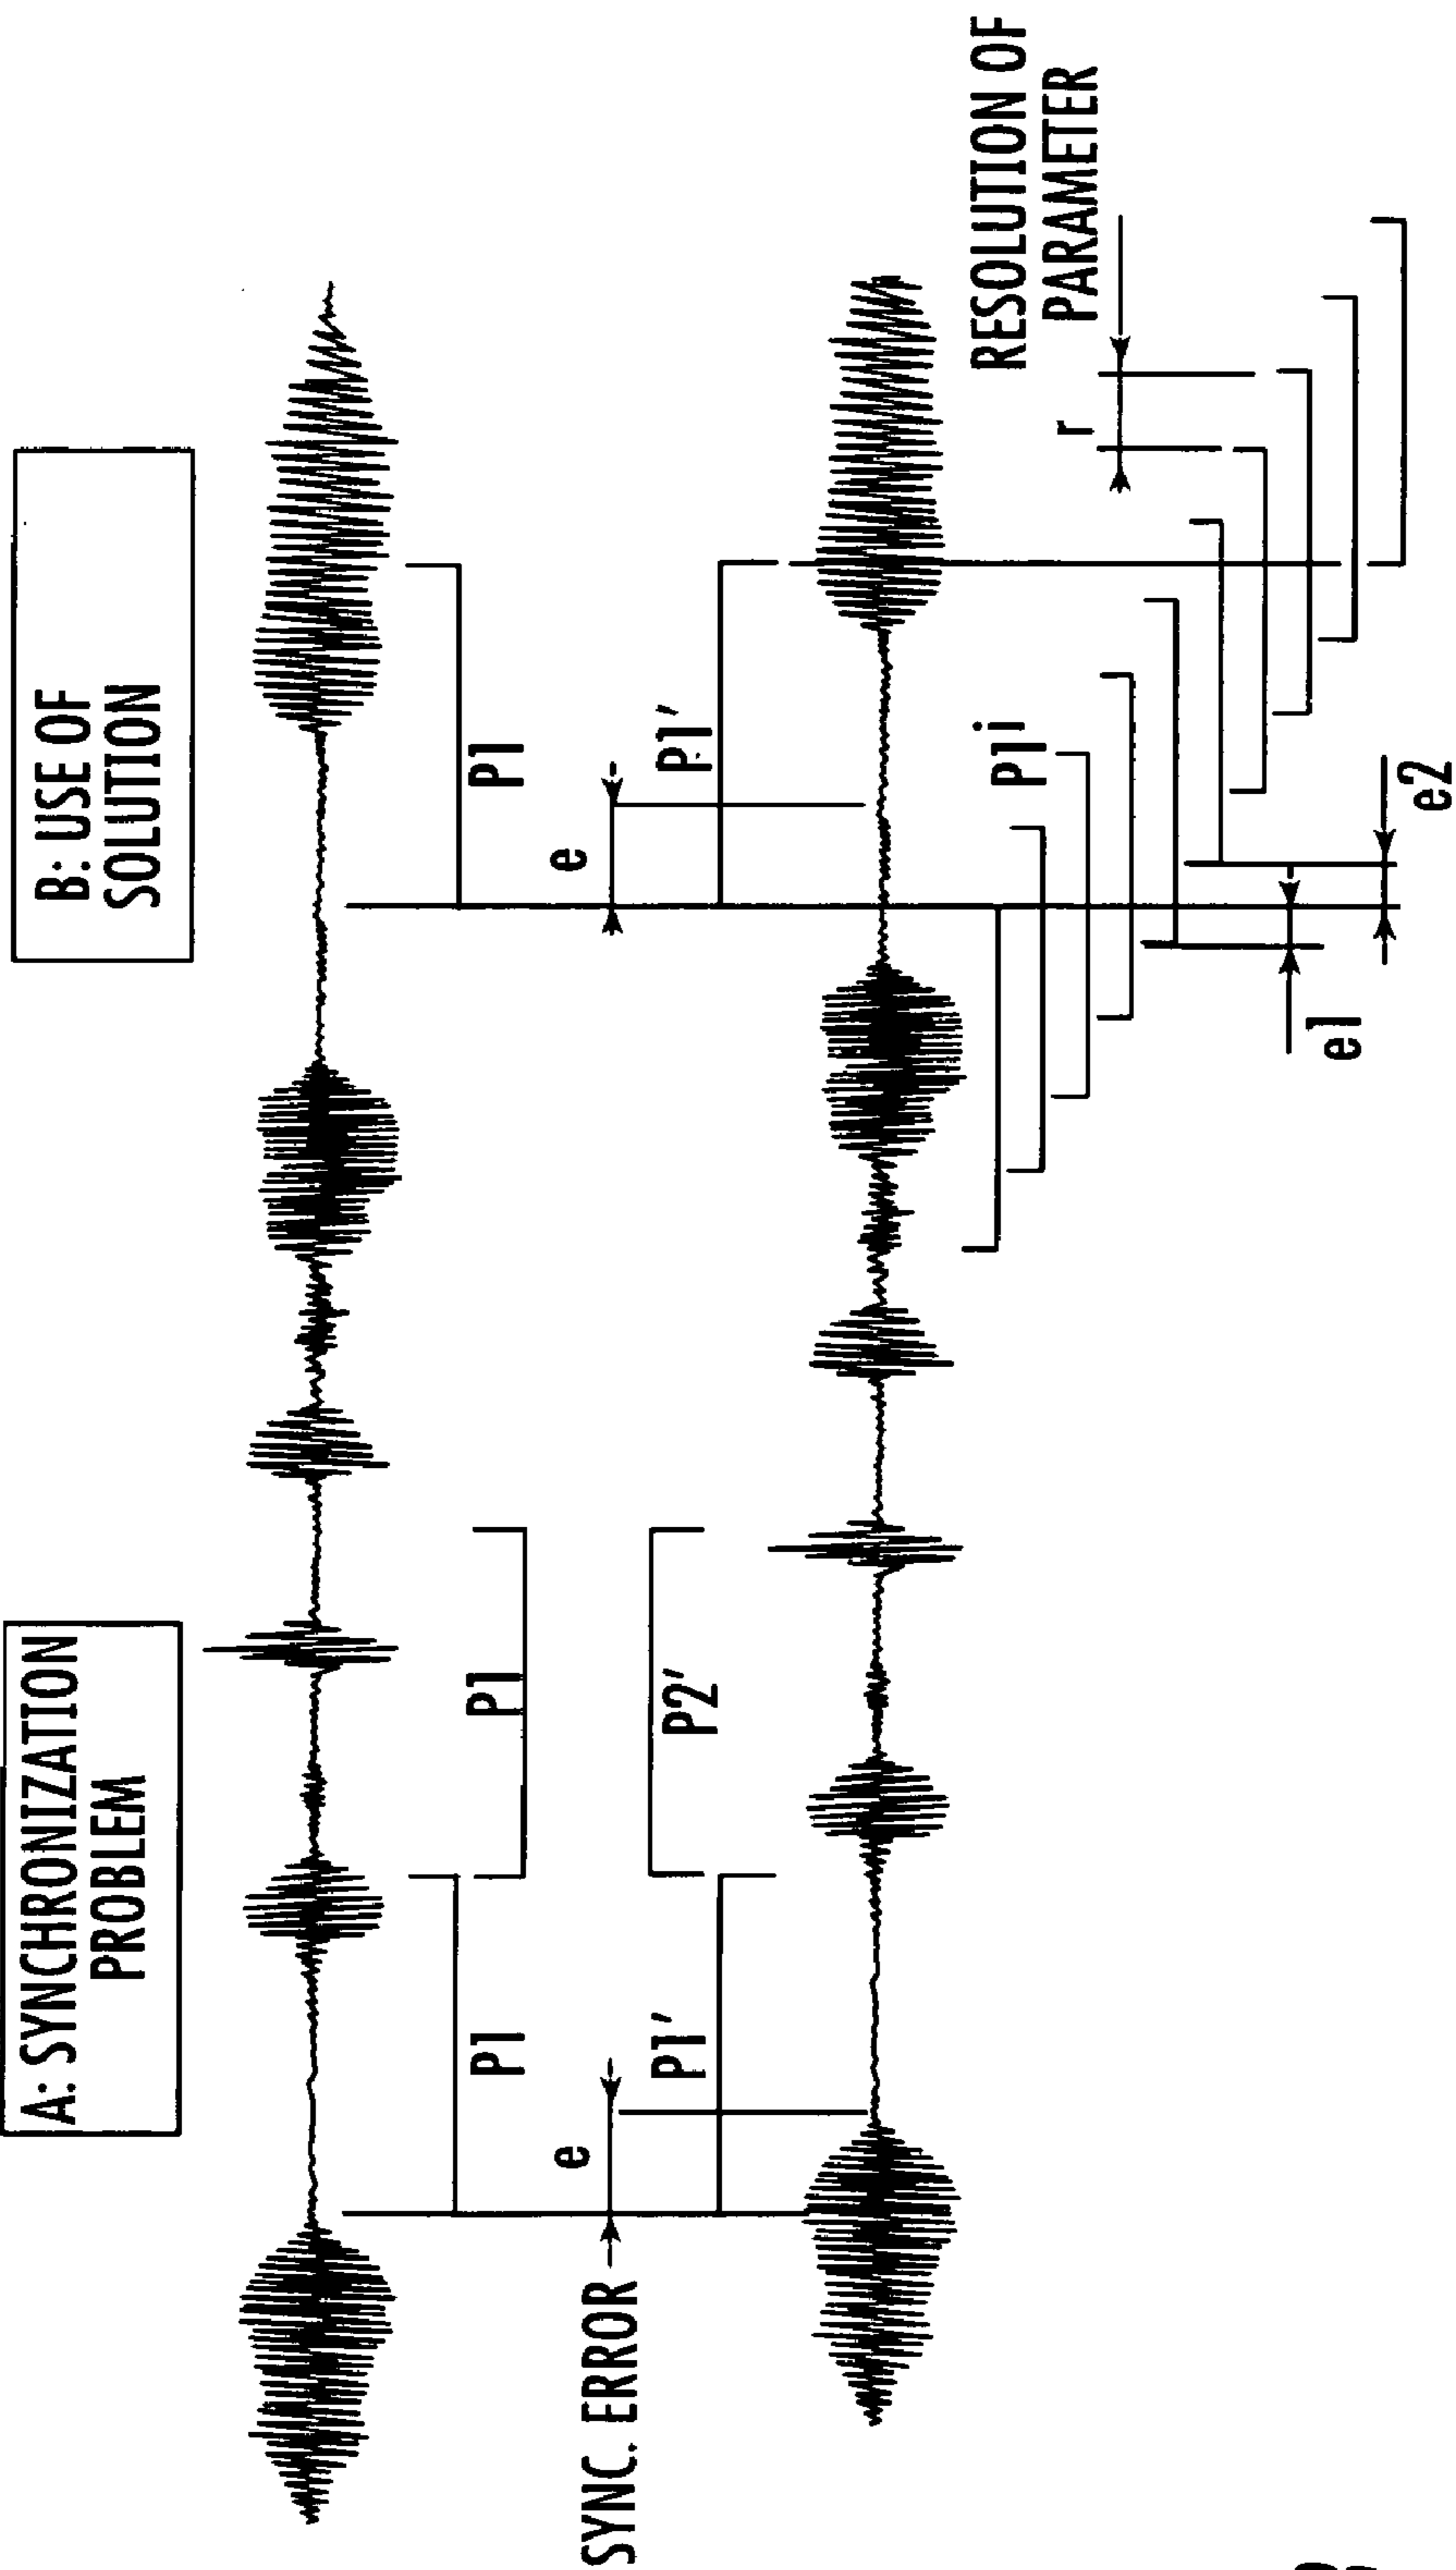 A: SYNCHRONIZATION
PROBLEM
B: USE OF
SOLUTION
P1
P1
P1
SYNC. ERROR
e
e
P1′
P2′
P1′
P1i
RESOLUTION OF
PARAMETER
r
e1
e2